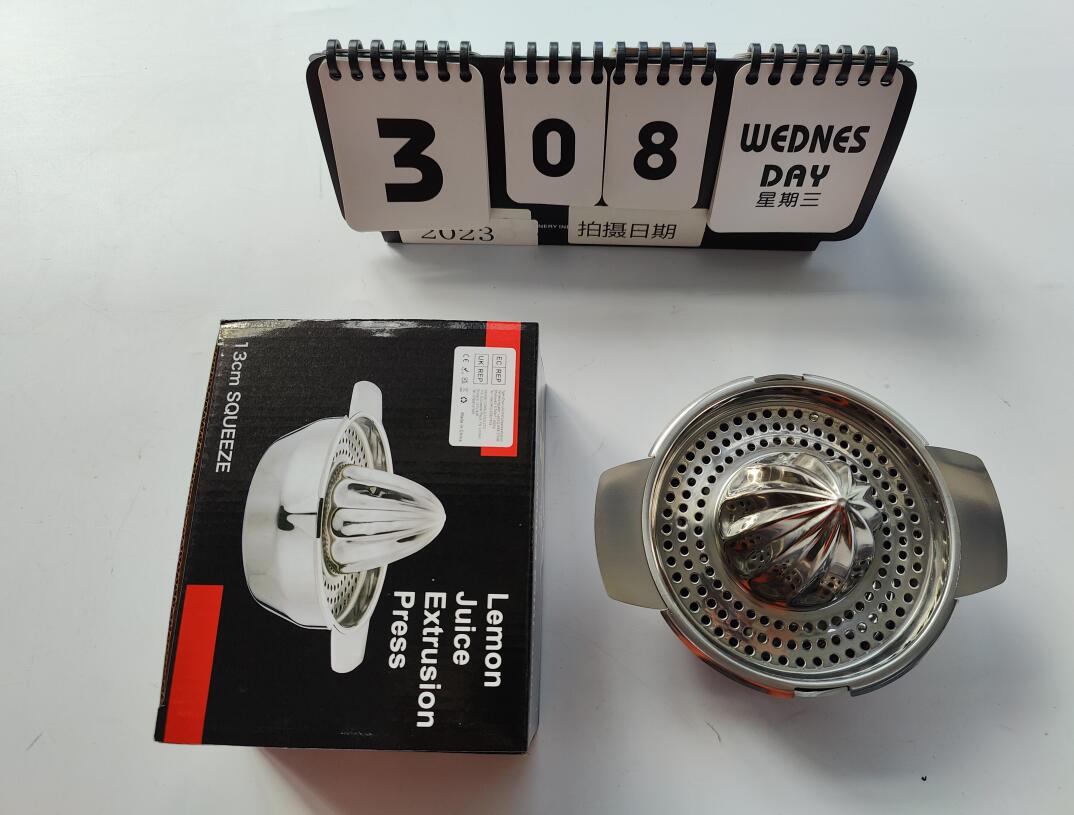 3
0
8
WEDNES
DAY
星期三
2023
拍摄日期
13cm SQUEEZE
EC REP
UK REP
CE
Made in China
Lemon
Juice
Extrusion
Press